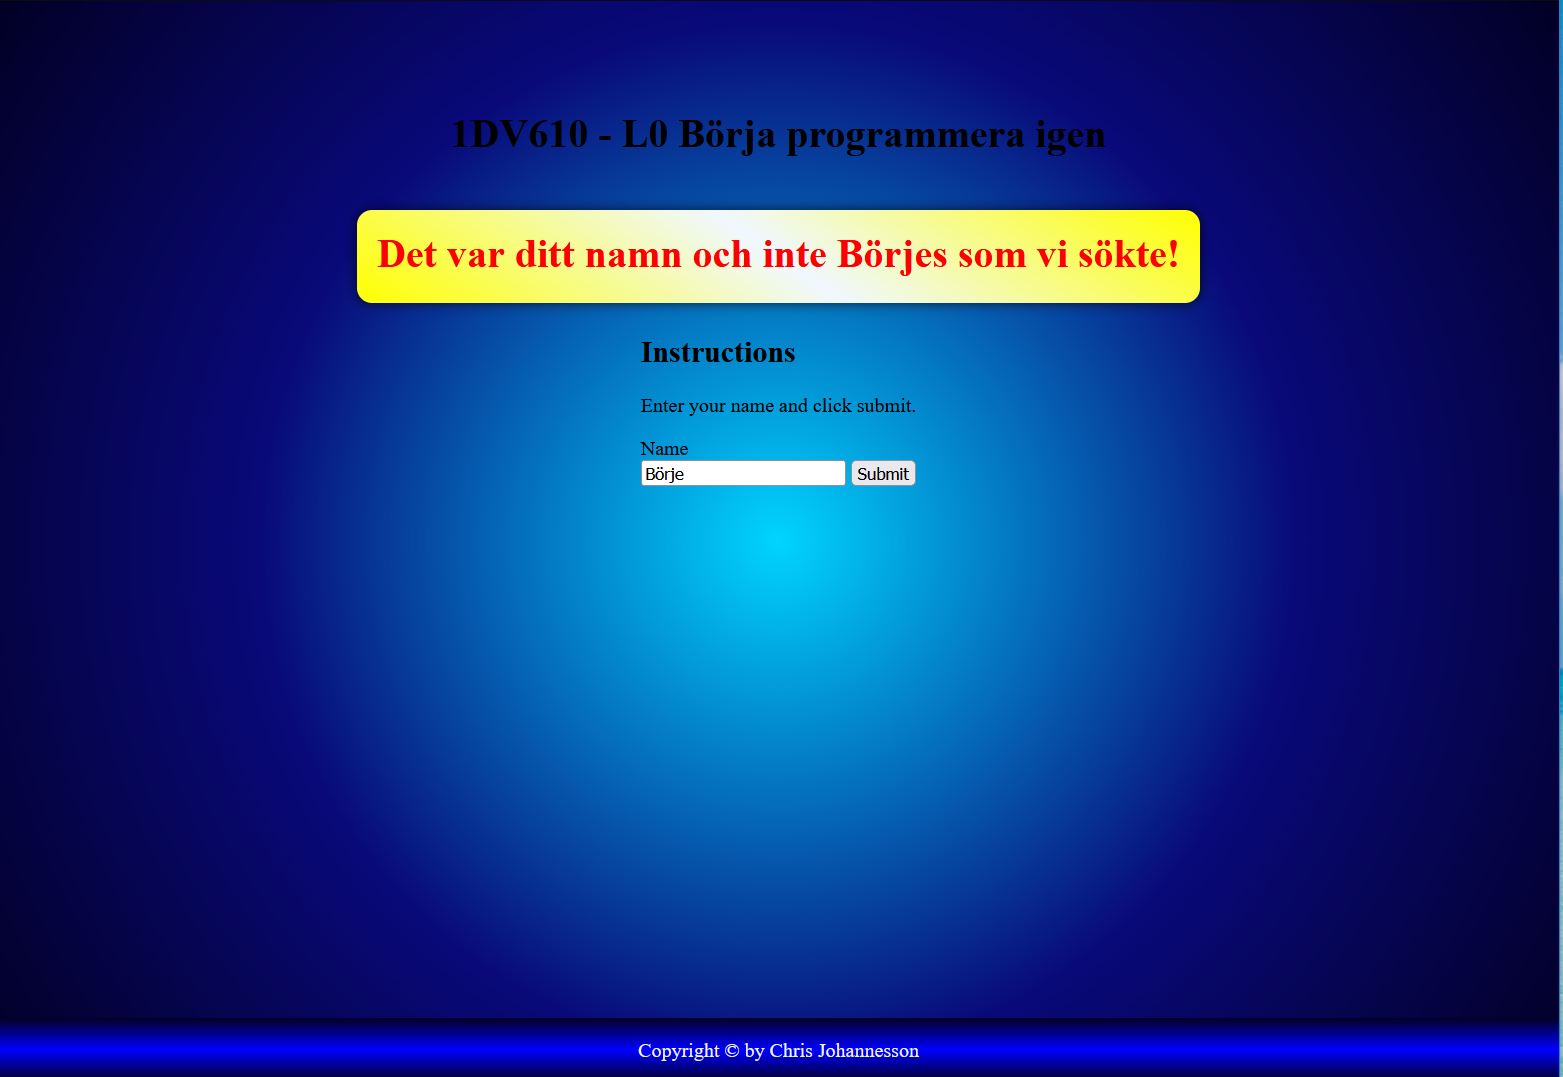 1DV610 - L0 Börja programmera igen
Det var ditt namn och inte Börjes som vi sökte!
Instructions
Enter your name and click submit.
Name
Börje Submit
Copyright © by Chris Johannesson